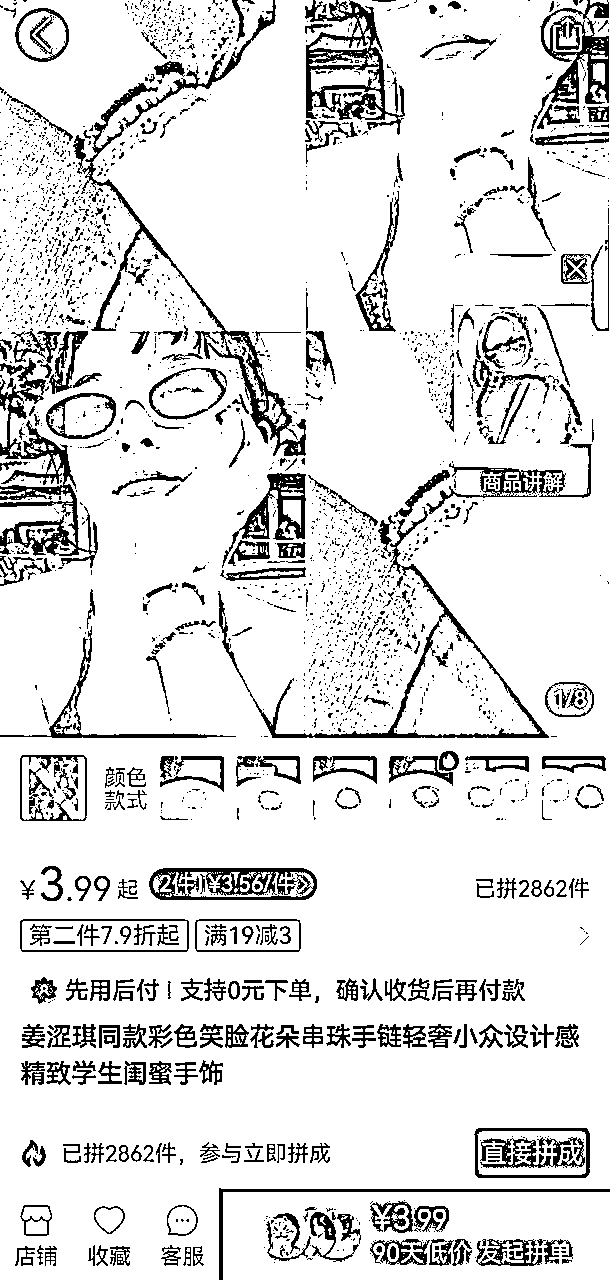 商品讲解
1/8
颜色
款式
¥3.99起 2件¥3.56/件> 已拼2862件
第二件7.9折起 满19减3
先用后付 | 支持0元下单，确认收货后再付款
姜涩琪同款彩色笑脸花朵串珠手链轻奢小众设计感
精致学生闺蜜手饰
已拼2862件，参与立即拼成 直接拼成
¥3.99
店铺 收藏 客服 90天低价 发起拼单